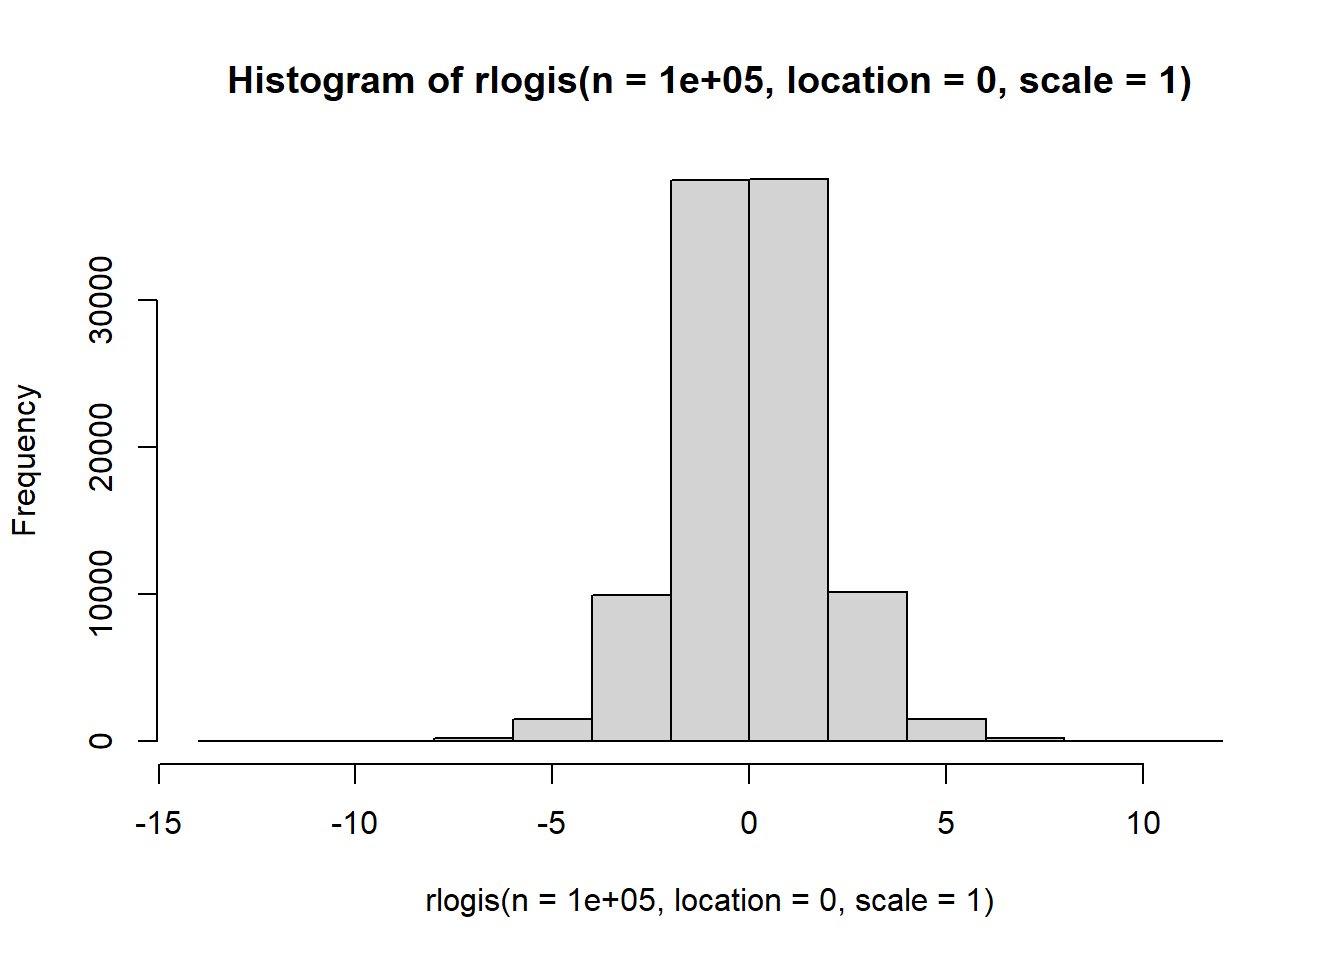 Histogram of rlogis(n = 1e+05, location = 0, scale = 1)
Frequency
30000
20000
10000
0
-15 -10 -5 0 5 10
rlogis(n = 1e+05, location = 0, scale = 1)